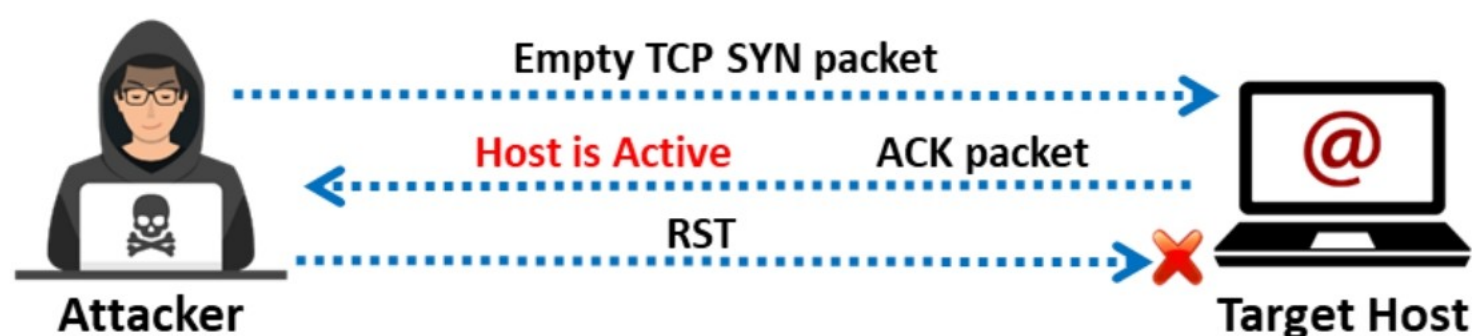 Empty TCP SYN packet
Host is Active ACK packet
@
RST
Attacker
Target Host